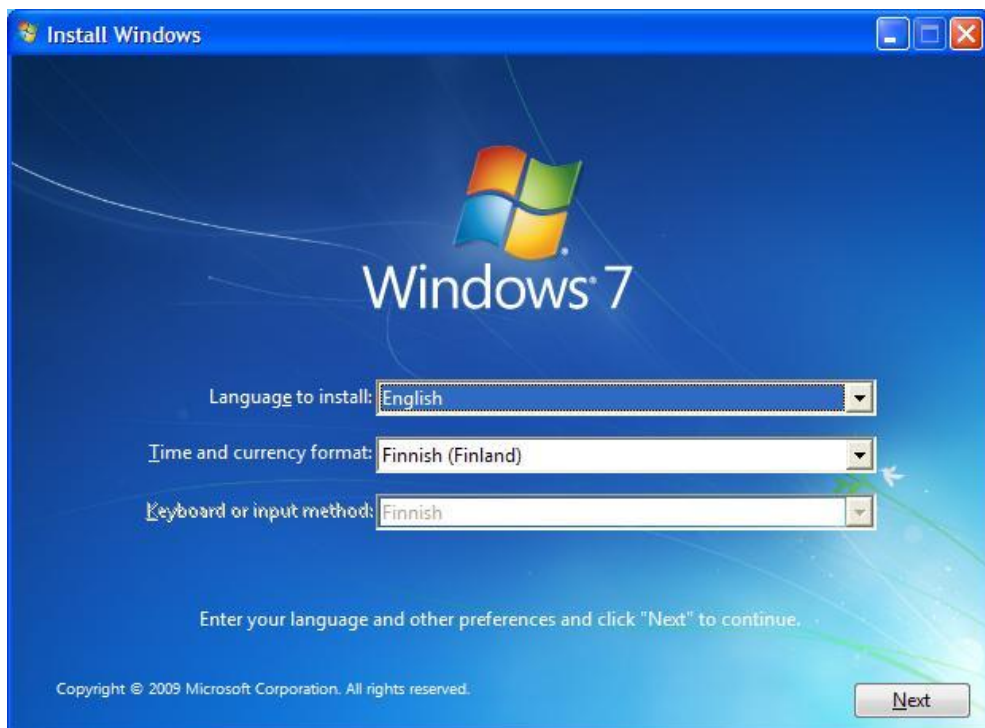 Install Windows
Windows® 7
Language to install: English
Time and currency format: Finnish (Finland)
Keyboard or input method: Finnish
Enter your language and other preferences and click "Next" to continue.
Copyright © 2009 Microsoft Corporation. All rights reserved.
Next